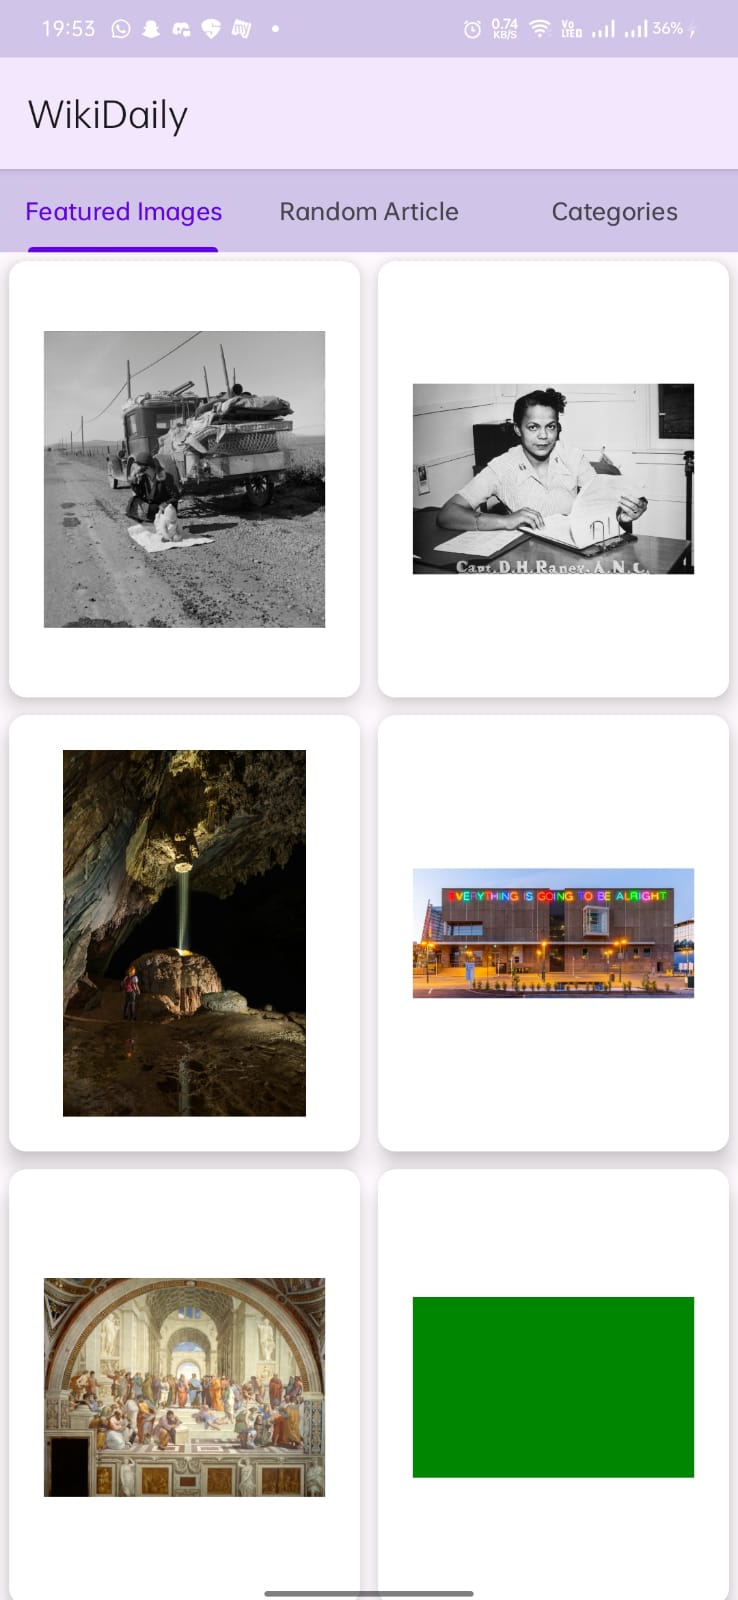 19:53 0.74 KB/S Vo LTE 36%
WikiDaily
Featured Images Random Article Categories
Capt. D.H. Raney. A.N.C.
EVERYTHING IS GOING TO BE ALRIGHT